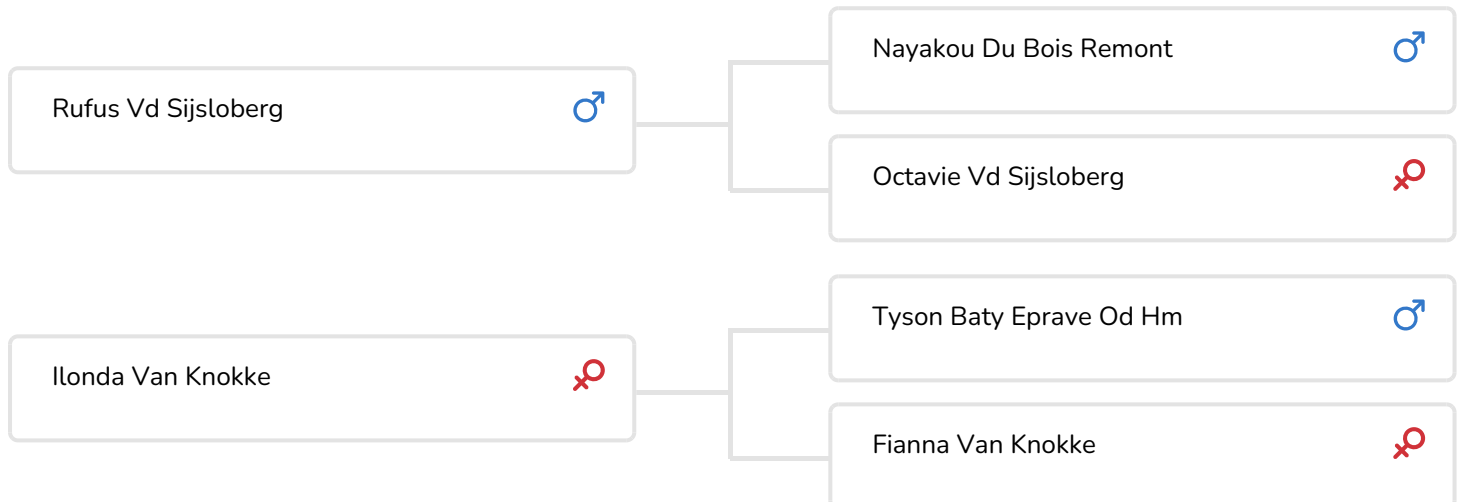 Nayakou Du Bois Remont
Rufus Vd Sijsloberg
Octavie Vd Sijsloberg
Tyson Baty Eprave Od Hm
Ilonda Van Knokke
Fianna Van Knokke